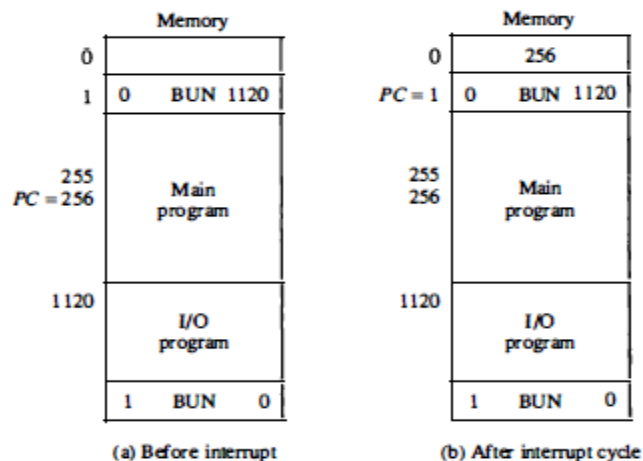 Memory
0
1 0 BUN 1120
255
PC = 256
Main
program
1120
I/O
program
1 BUN 0
(a) Before interrupt
Memory
0 256
PC = 1 0 BUN 1120
255
256
Main
program
1120
I/O
program
1 BUN 0
(b) After interrupt cycle